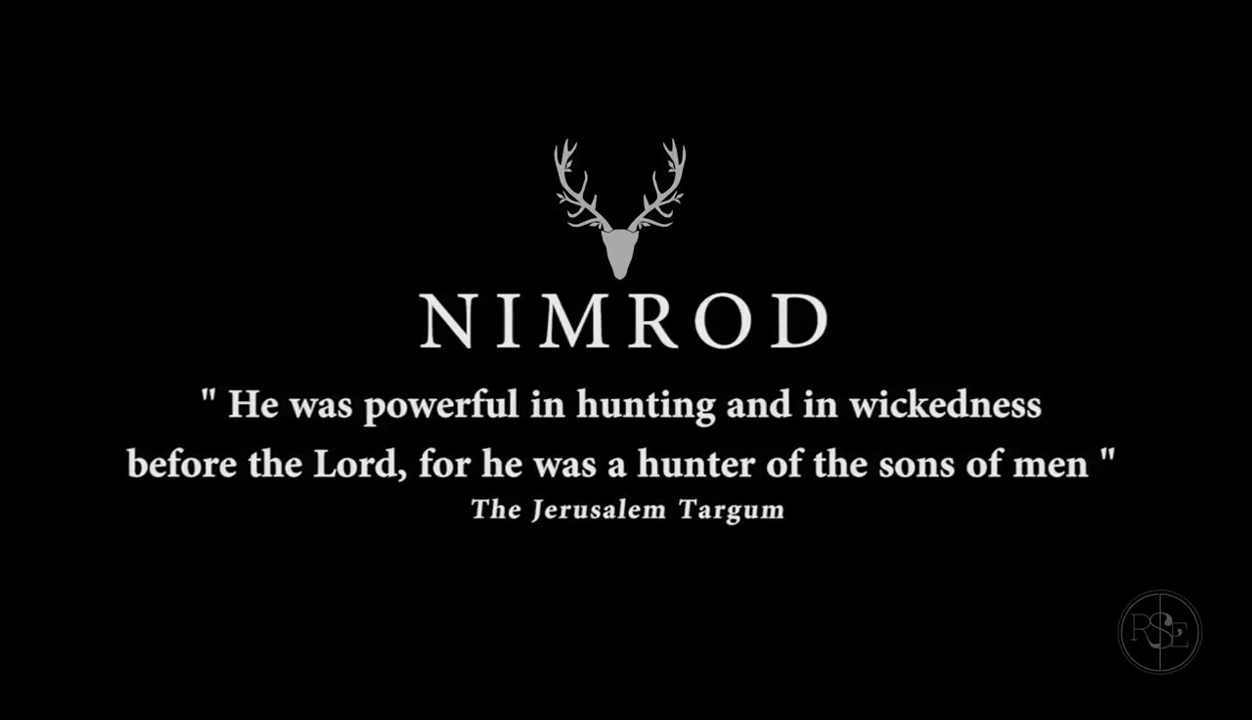 NIMROD
" He was powerful in hunting and in wickedness
before the Lord, for he was a hunter of the sons of men "
The Jerusalem Targum
RSE